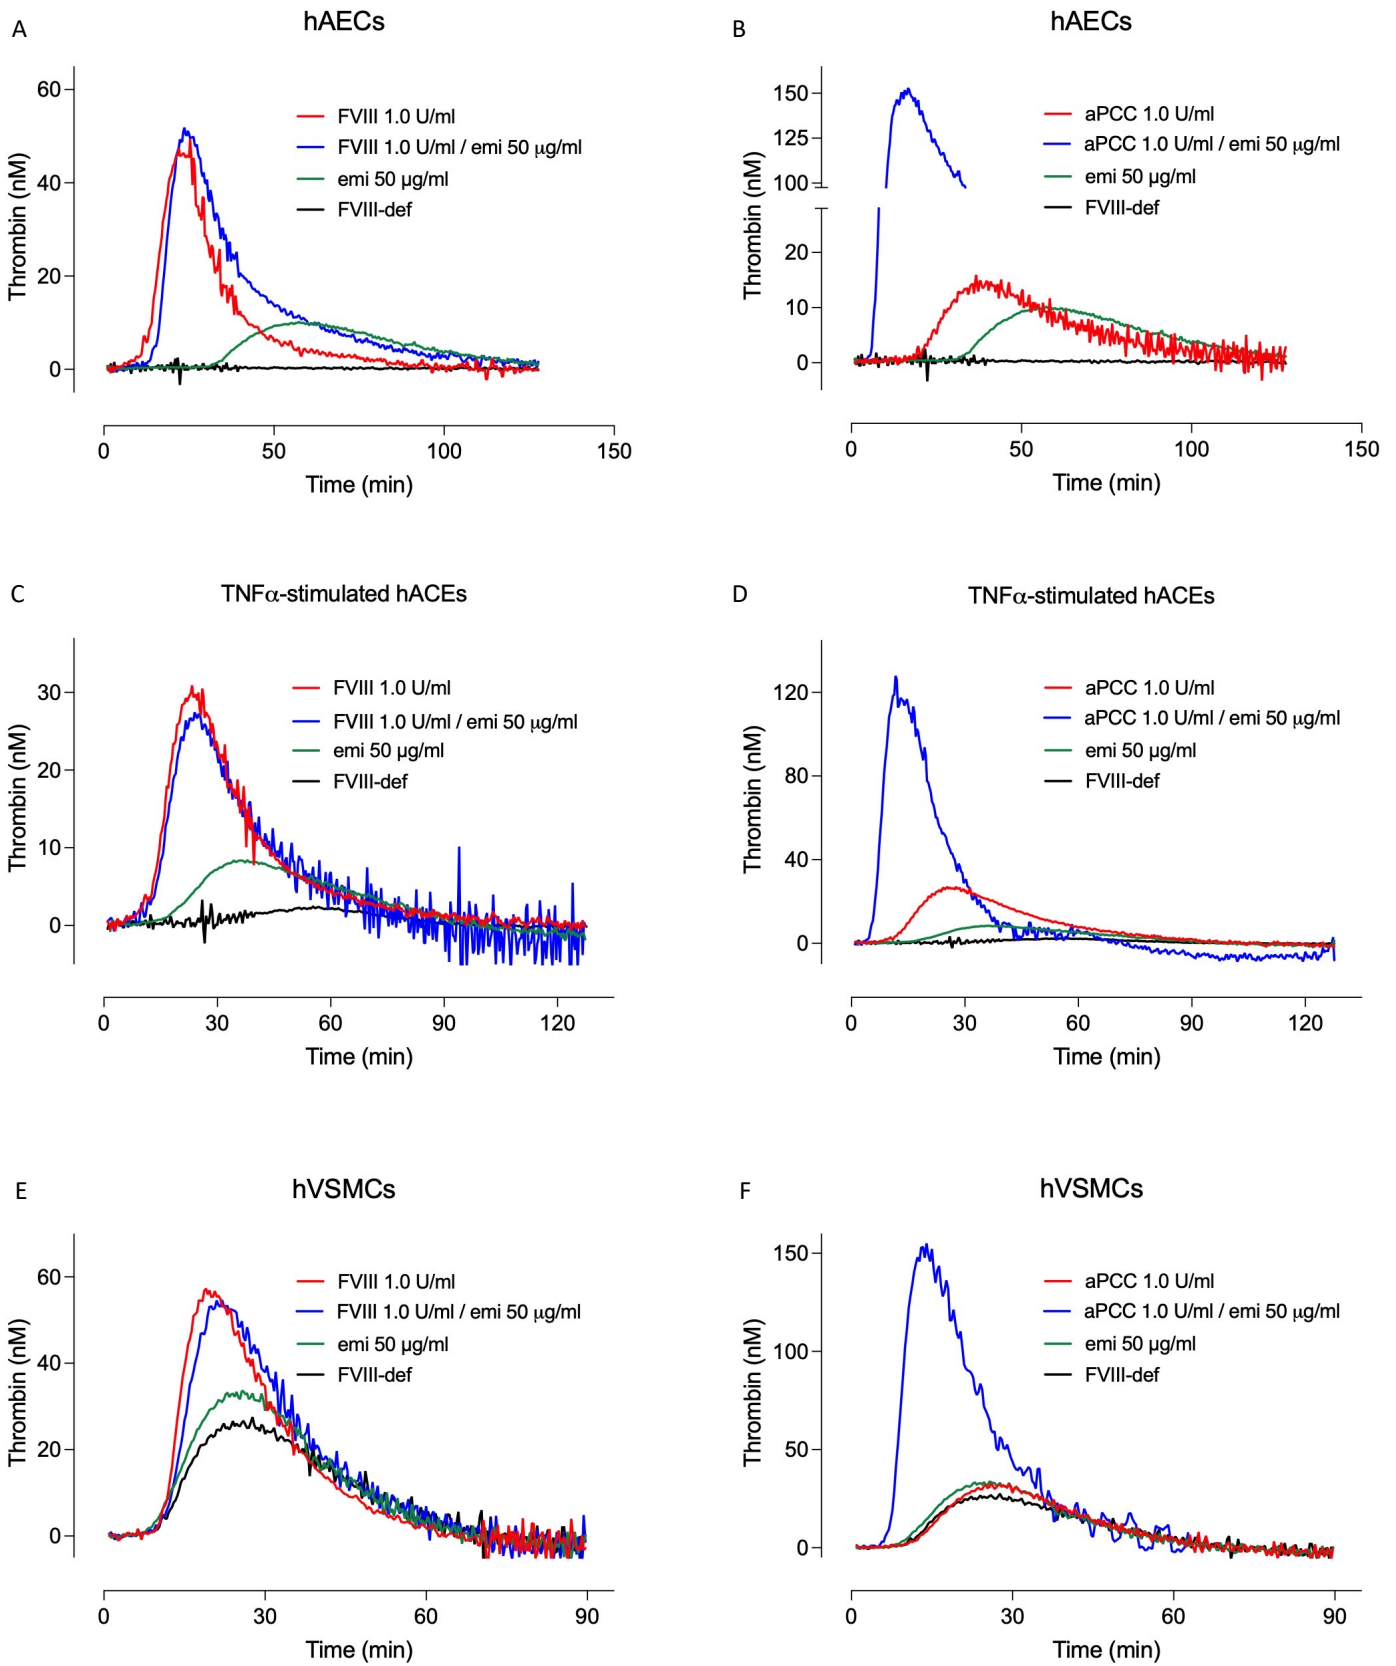 A
hAECs
60
40
20
0
Thrombin (nM)
FVIII 1.0 U/ml
FVIII 1.0 U/ml / emi 50 μg/ml
emi 50 μg/ml
FVIII-def
0 50 100 150
Time (min)
B
hAECs
150
125
100
20
10
0
Thrombin (nM)
aPCC 1.0 U/ml
aPCC 1.0 U/ml / emi 50 μg/ml
emi 50 μg/ml
FVIII-def
0 50 100 150
Time (min)
C
TNFα-stimulated hACEs
30
20
10
0
Thrombin (nM)
FVIII 1.0 U/ml
FVIII 1.0 U/ml / emi 50 μg/ml
emi 50 μg/ml
FVIII-def
0 30 60 90 120
Time (min)
D
TNFα-stimulated hACEs
120
80
40
0
Thrombin (nM)
aPCC 1.0 U/ml
aPCC 1.0 U/ml / emi 50 μg/ml
emi 50 μg/ml
FVIII-def
0 30 60 90 120
Time (min)
E
hVSMCs
60
40
20
0
Thrombin (nM)
FVIII 1.0 U/ml
FVIII 1.0 U/ml / emi 50 μg/ml
emi 50 μg/ml
FVIII-def
0 30 60 90
Time (min)
F
hVSMCs
150
100
50
0
Thrombin (nM)
aPCC 1.0 U/ml
aPCC 1.0 U/ml / emi 50 μg/ml
emi 50 μg/ml
FVIII-def
0 30 60 90
Time (min)